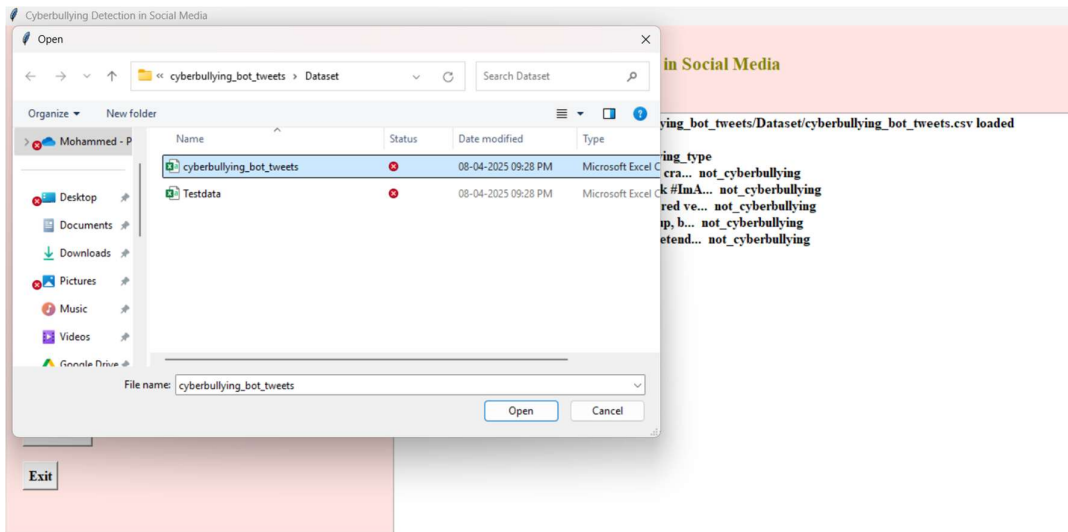 Cyberbullying Detection in Social Media
Open
in Social Media
« cyberbullying_bot_tweets > Dataset
Search Dataset
Organize
New folder
Mohammed - P
Name
Status
Date modified
Type
cyberbullying_bot_tweets
08-04-2025 09:28 PM
Microsoft Excel C
Testdata
08-04-2025 09:28 PM
Microsoft Excel C
Desktop
Documents
Downloads
Pictures
Music
Videos
Google Drive
File name:
cyberbullying_bot_tweets
Open
Cancel
ying_bot_tweets/Dataset/cyberbullying_bot_tweets.csv loaded
ying_type
cra... not_cyberbullying
k #ImA... not_cyberbullying
red ve... not_cyberbullying
up, b... not_cyberbullying
etend... not_cyberbullying
Exit